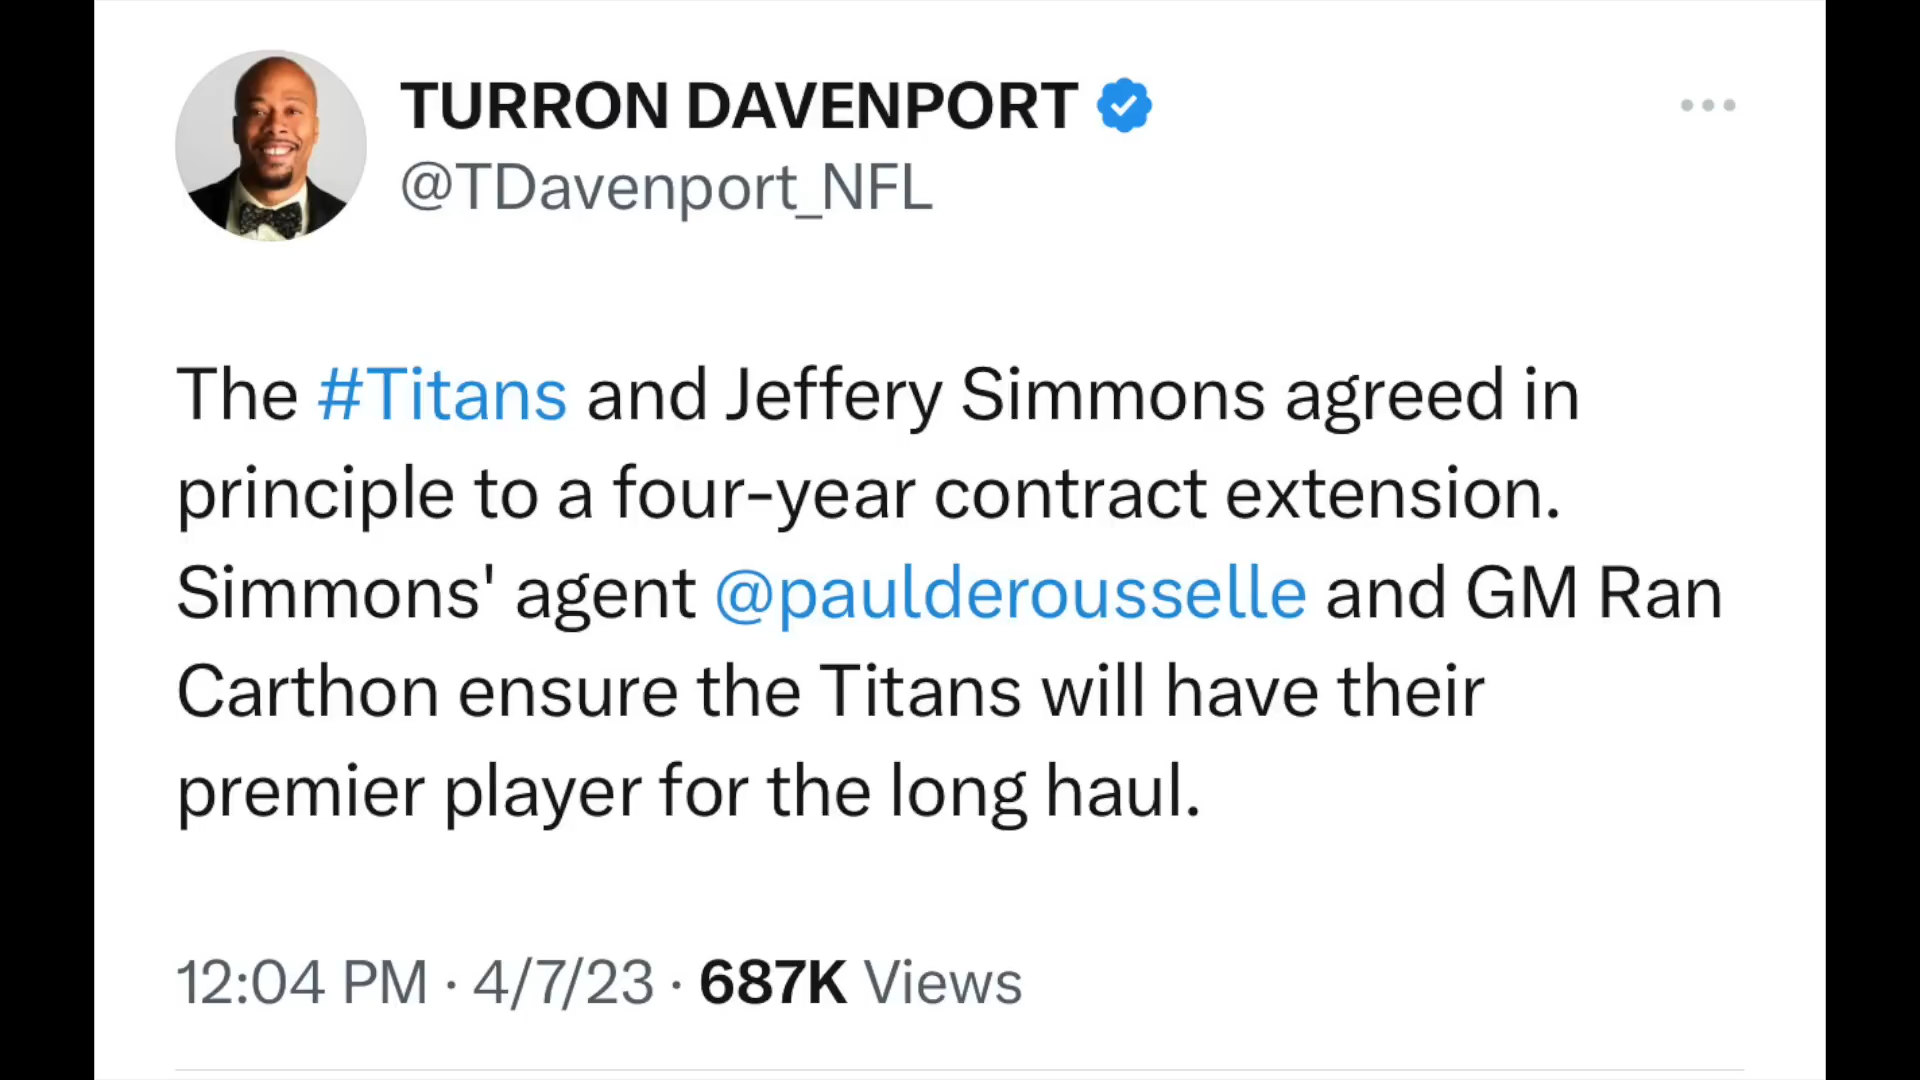 TURRON DAVENPORT
@TDavenport_NFL
The #Titans and Jeffery Simmons agreed in
principle to a four-year contract extension.
Simmons' agent @paulderousselle and GM Ran
Carthon ensure the Titans will have their
premier player for the long haul.
12:04 PM · 4/7/23 · 687K Views